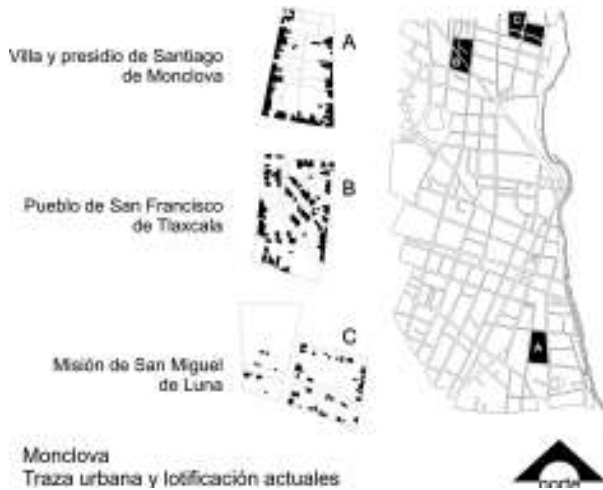 Villa y presidio de Santiago
de Monclova
A
Pueblo de San Francisco
de Tlaxcala
B
Misión de San Miguel
de Luna
C
A
Monclova
Traza urbana y lotificación actuales
norte